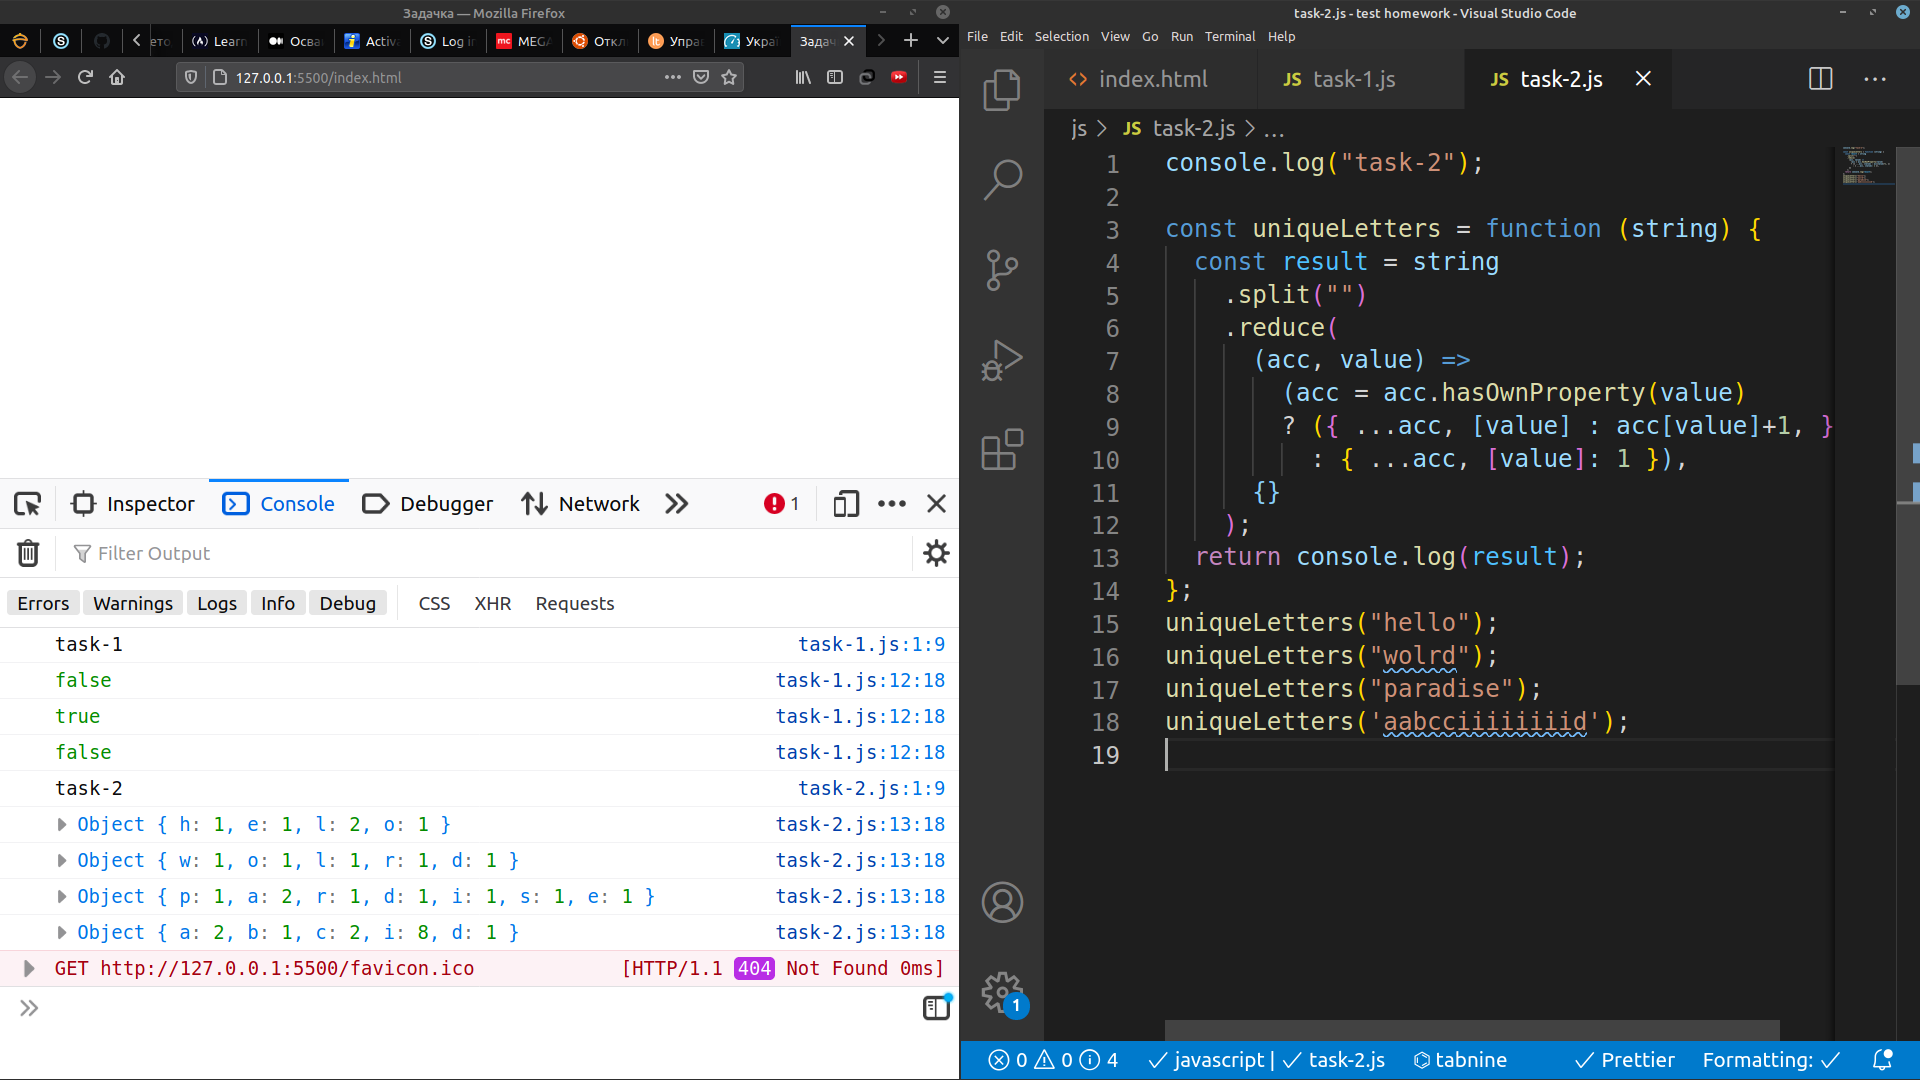 Задачка — Mozilla Firefox
Learn
Осва
Activ
Log in
MEGA
Откл
Упра
Украї
Задач
127.0.0.1:5500/index.html
Inspector
Console
Debugger
Network
1
Filter Output
Errors
Warnings
Logs
Info
Debug
CSS
XHR
Requests
task-1 task-1.js:1:9
false task-1.js:12:18
true task-1.js:12:18
false task-1.js:12:18
task-2 task-2.js:1:9
Object { h: 1, e: 1, l: 2, o: 1 } task-2.js:13:18
Object { w: 1, o: 1, l: 1, r: 1, d: 1 } task-2.js:13:18
Object { p: 1, a: 2, r: 1, d: 1, i: 1, s: 1, e: 1 } task-2.js:13:18
Object { a: 2, b: 1, c: 2, i: 8, d: 1 } task-2.js:13:18
GET http://127.0.0.1:5500/favicon.ico [HTTP/1.1 404 Not Found 0ms]
task-2.js - test homework - Visual Studio Code
File Edit Selection View Go Run Terminal Help
index.html
JS task-1.js
JS task-2.js
js > JS task-2.js > ...
1 console.log("task-2");
2
3 const uniqueLetters = function (string) {
4 const result = string
5 .split("")
6 .reduce(
7 (acc, value) =>
8 (acc = acc.hasOwnProperty(value)
9 ? ({ ...acc, [value] : acc[value]+1, }
10 : { ...acc, [value]: 1 }),
11 {}
12 );
13 return console.log(result);
14 };
15 uniqueLetters("hello");
16 uniqueLetters("wolrd");
17 uniqueLetters("paradise");
18 uniqueLetters('aabcciiiiiiiid');
19
1
0 0 4 javascript | task-2.js tabnine Prettier Formatting: